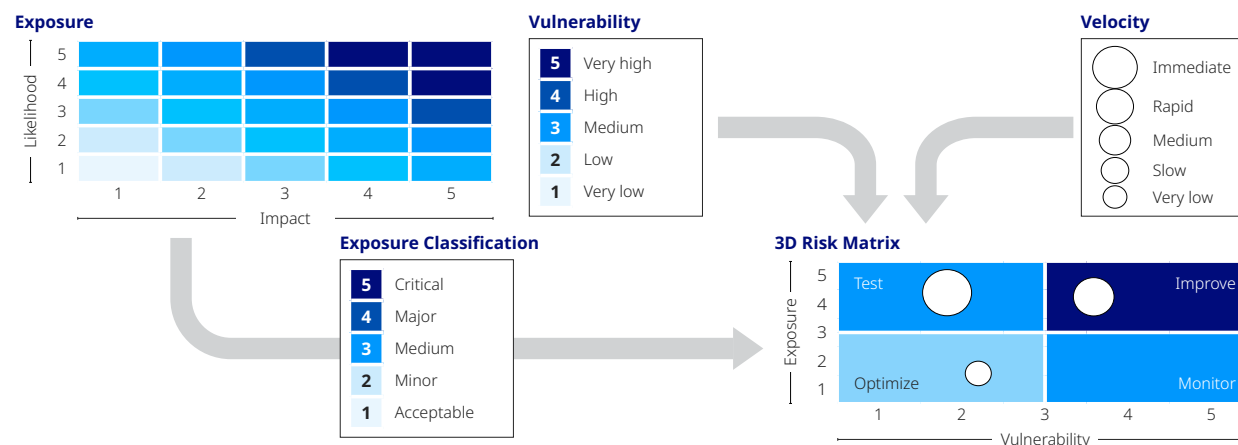 Exposure
Likelihood
5
4
3
2
1
1 2 3 4 5
Impact
Vulnerability
5 Very high
4 High
3 Medium
2 Low
1 Very low
Velocity
Immediate
Rapid
Medium
Slow
Very low
Exposure Classification
5 Critical
4 Major
3 Medium
2 Minor
1 Acceptable
3D Risk Matrix
Exposure
5
4
3
2
1
Test
Improve
Optimize
Monitor
1 2 3 4 5
Vulnerability